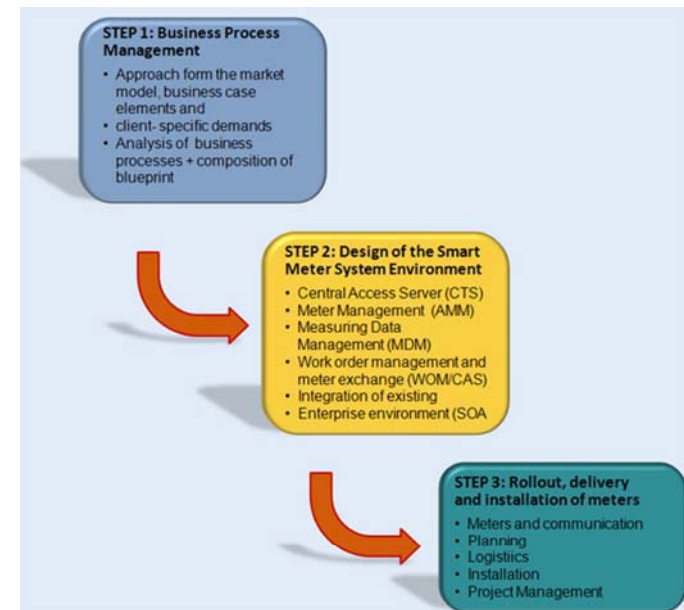 STEP 1: Business Process
Management
• Approach form the market
model, business case
elements and
• client- specific demands
• Analysis of business
processes + composition of
blueprint
STEP 2: Design of the Smart
Meter System Environment
• Central Access Server (CTS)
• Meter Management (AMM)
• Measuring Data
Management (MDM)
• Work order management and
meter exchange (WOM/CAS)
• Integration of existing
• Enterprise environment (SOA
STEP 3: Rollout, delivery
and installation of meters
• Meters and communication
• Planning
• Logistiics
• Installation
• Project Management